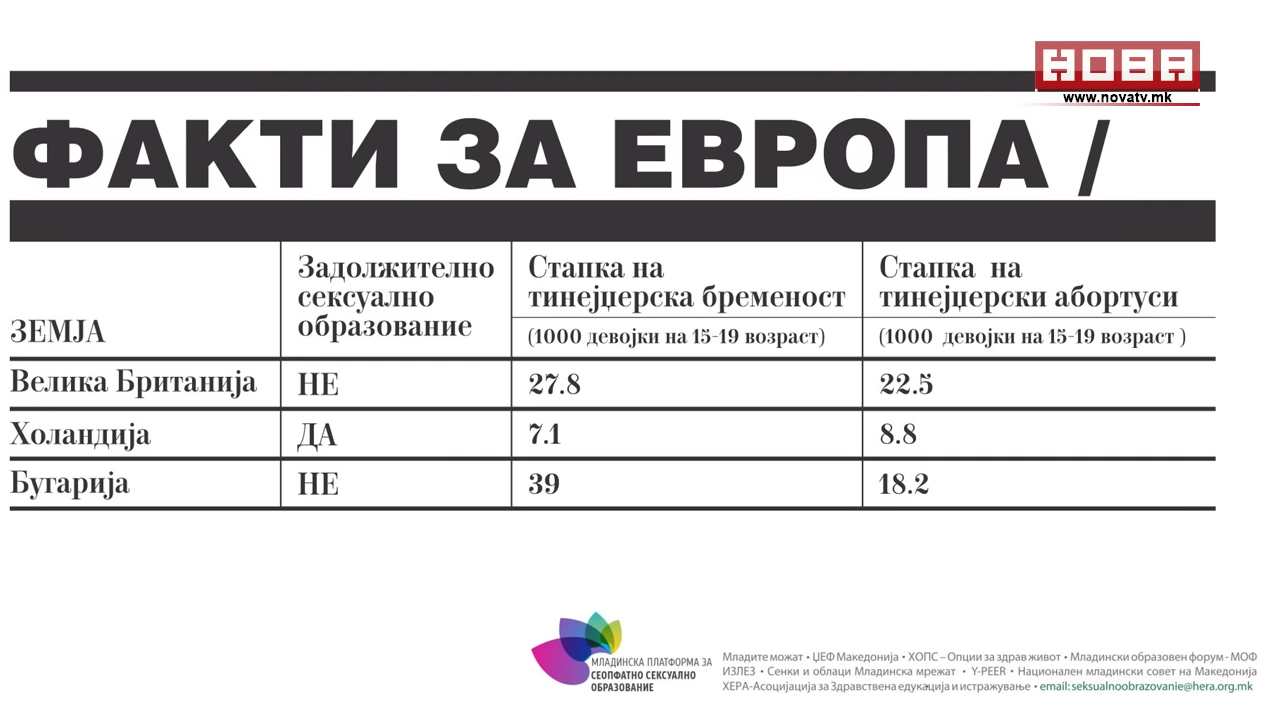 НОВА
www.novatv.mk
ФАКТИ ЗА ЕВРОПА /
ЗЕМЈА
Задолжително
сексуално
образование
Стапка на
тинејџерска бременост
(1000 девојки на 15-19 возраст)
Стапка на
тинејџерски абортуси
(1000 девојки на 15-19 возраст )
Велика Британија НЕ 27.8 22.5
Холандија ДА 7.1 8.8
Бугарија НЕ 39 18.2
МЛАДИНСКА ПЛАТФОРМА ЗА
СЕОПФАТНО СЕКСУАЛНО
ОБРАЗОВАНИЕ
Младите можат • ЏЕФ Македонија • ХОПС – Опции за здрав живот • Младински образовен форум - МОФ
ИЗЛЕЗ • Сенки и облаци Младинска мрежат • Y-PEER • Национален младински совет на Македонија
ХЕРА-Асоцијација за Здравствена едукација и истражување • email: seksualnoobrazovanie@hera.org.mk